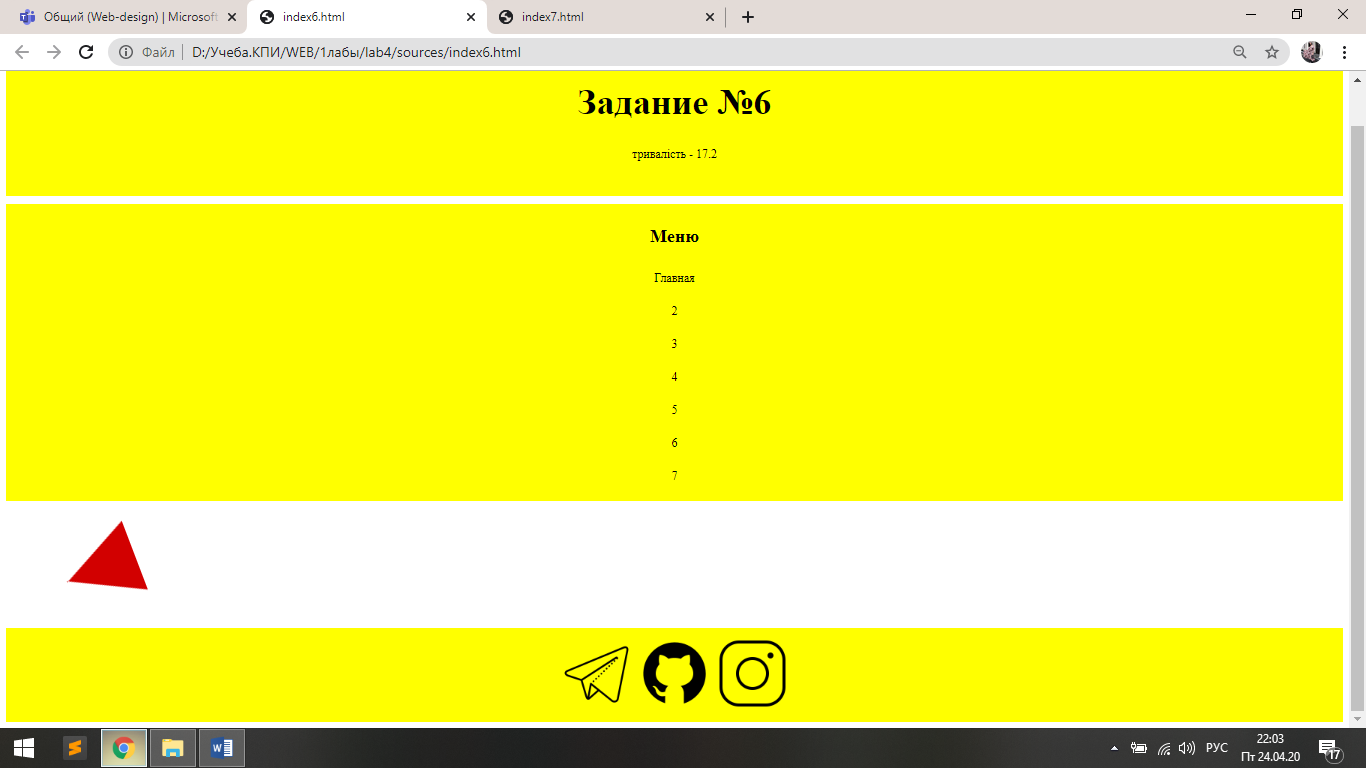 Общий (Web-design) | Microsoft
index6.html
index7.html
Файл
D:/Учеба.КПИ/WEB/1лабы/lab4/sources/index6.html
Задание №6
тривалість - 17.2
Меню
Главная
2
3
4
5
6
7
РУС
22:03
Пт 24.04.20
17